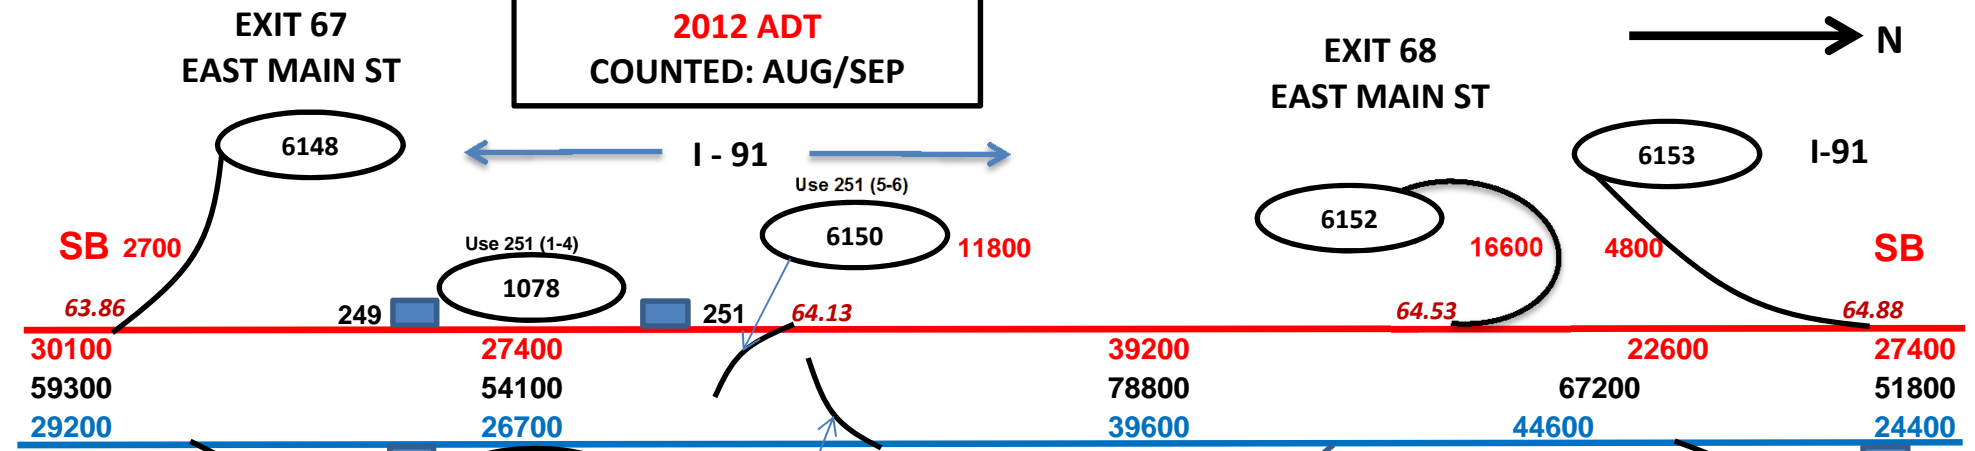 EXIT 67
EAST MAIN ST
2012 ADT
COUNTED: AUG/SEP
EXIT 68
EAST MAIN ST
N
6148
I - 91
6153
I-91
Use 251 (5-6)
6150
11800
6152
16600
4800
SB 2700
SB
Use 251 (1-4)
1078
63.86
249
251
64.13
64.53
64.88
30100
27400
39200
22600
27400
59300
54100
78800
67200
51800
29200
26700
39600
44600
24400